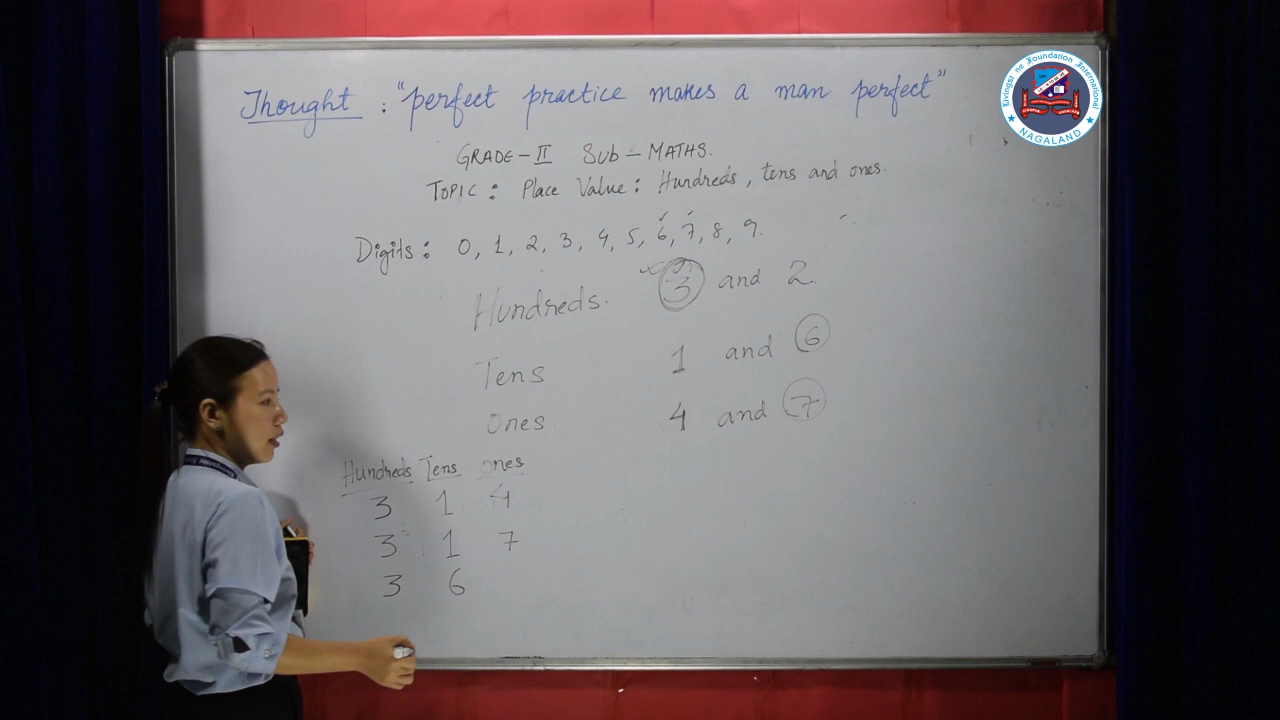 Thought : "perfect practice makes a man perfect"
GRADE-II Sub-MATHS.
TOPIC : Place Value : Hundreds, tens and ones.
Digits : 0, 1, 2, 3, 4, 5, 6, 7, 8, 9.
Hundreds. 3 and 2.
Tens 1 and 6
Ones 4 and 7
Hundreds Tens ones
3 1 4
3 1 7
3 6
Foundation International
NAGALAND